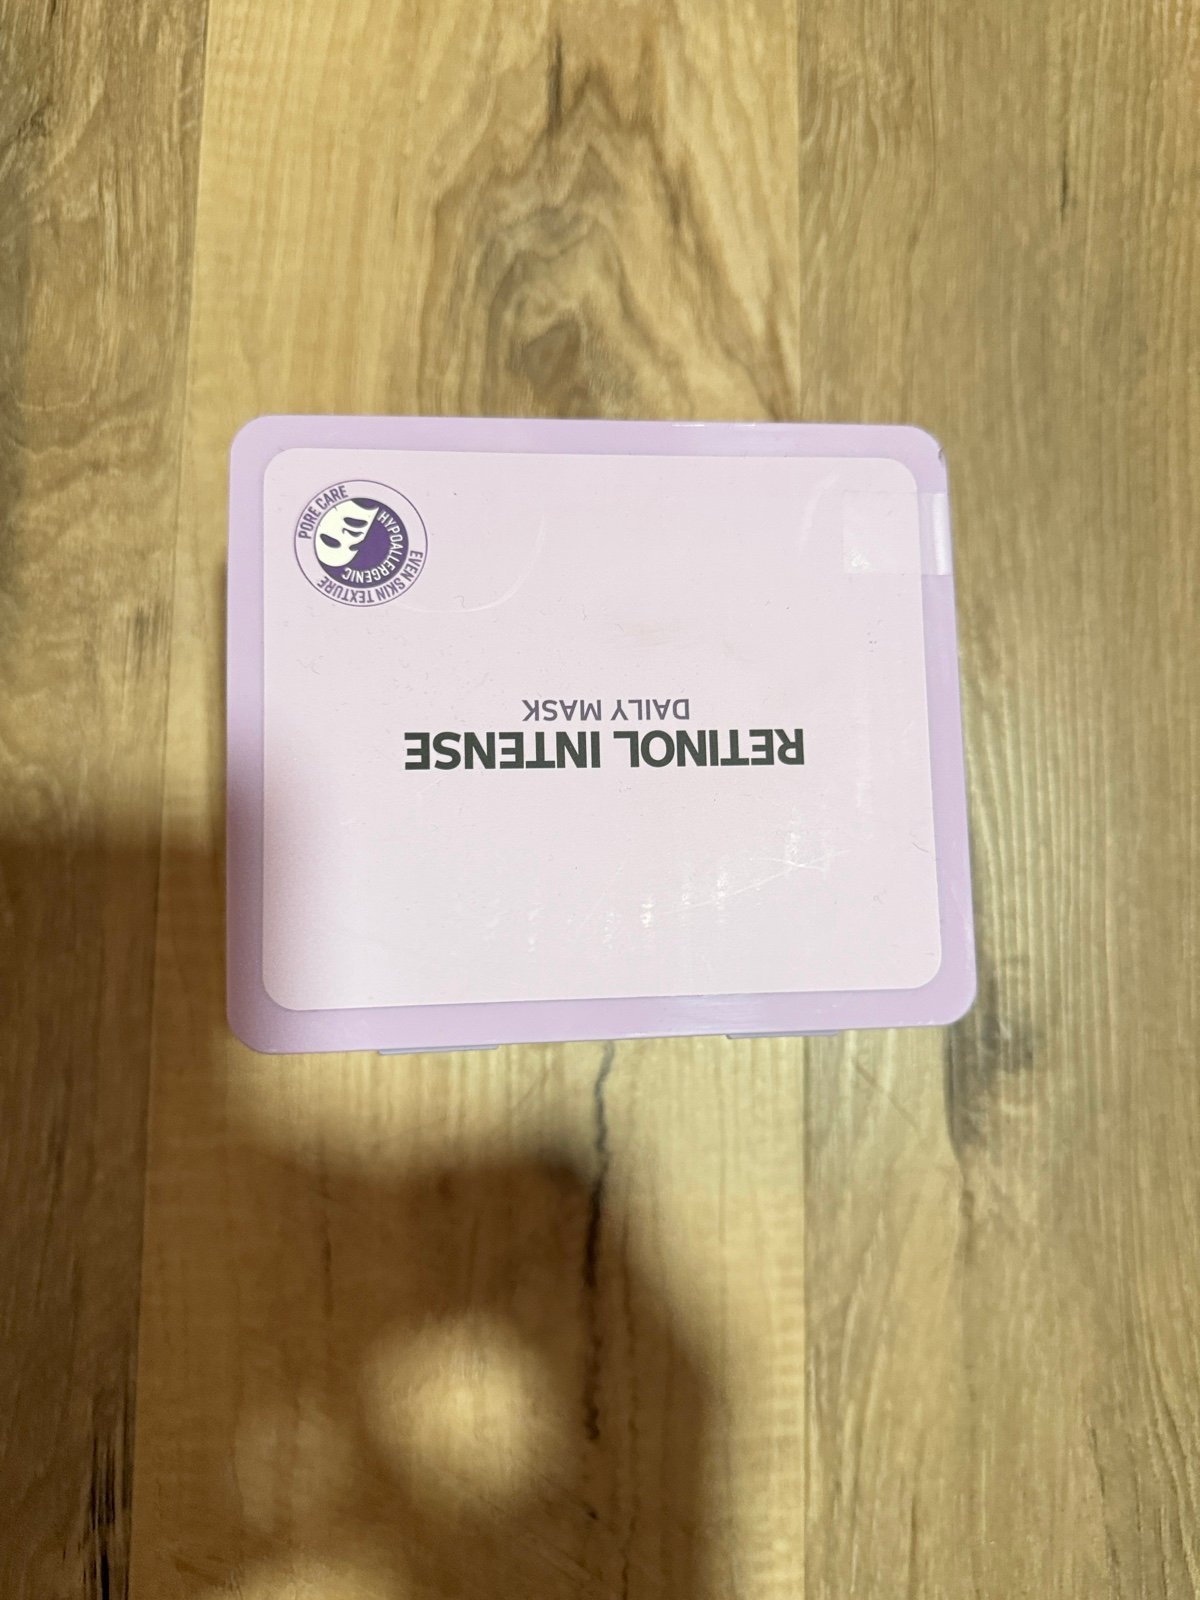 RETINOL INTENSE
DAILY MASK
PORE CARE
EVEN SKIN TEXTURE
HYPOALLERGENIC